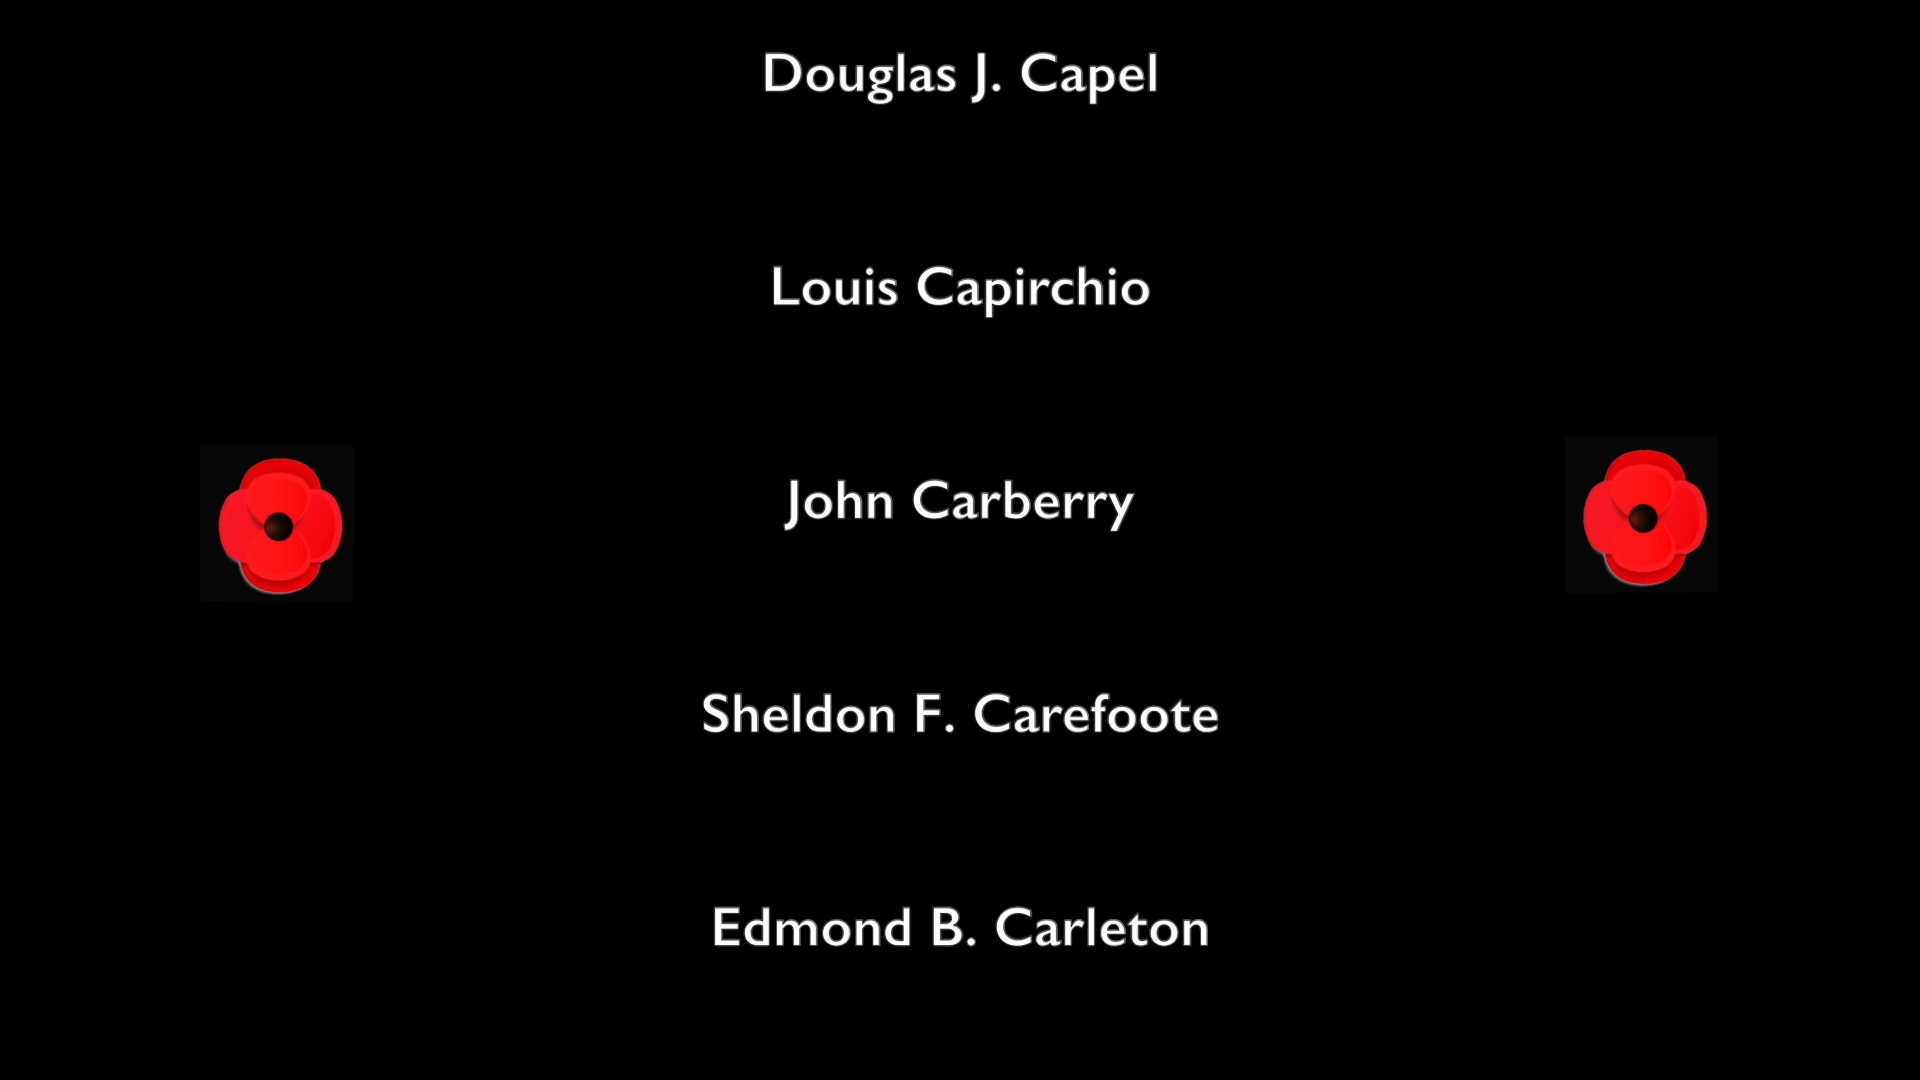 Douglas J. Capel
Louis Capirchio
John Carberry
Sheldon F. Carefoote
Edmond B. Carleton